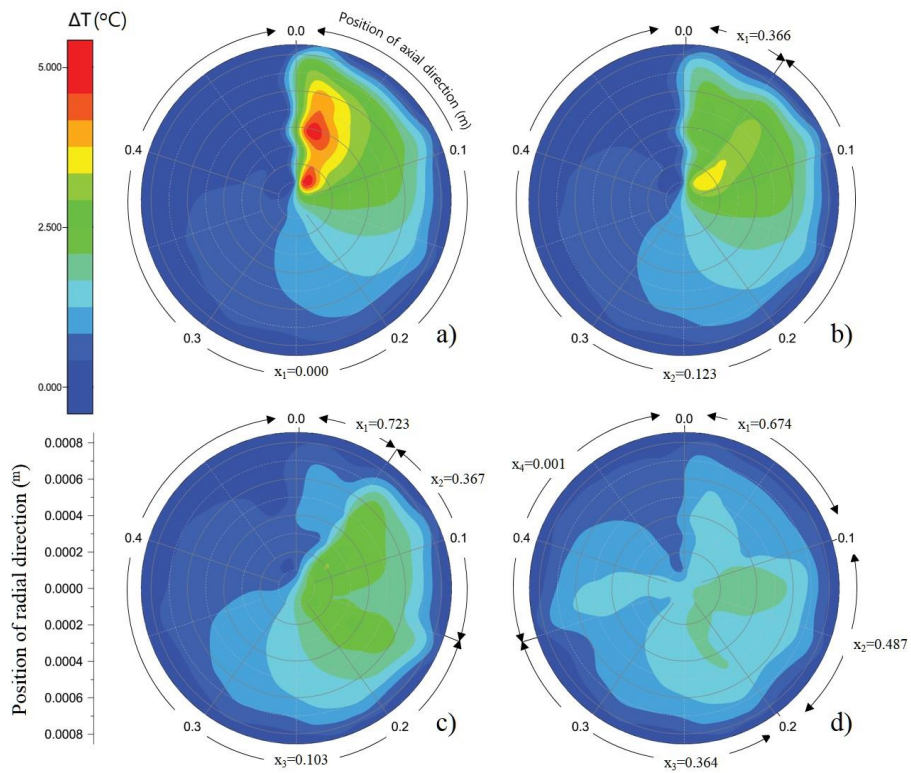 ΔT (°C)
5.000
2.500
0.000
0.0
Position of axial direction (m)
0.1
0.2
0.3
0.4
x₁=0.000
a)
0.0
x₁=0.366
0.1
0.2
0.3
0.4
x₂=0.123
b)
Position of radial direction (m)
0.0008
0.0006
0.0004
0.0002
0.0000
0.0002
0.0004
0.0006
0.0008
0.0
x₁=0.723
x₂=0.367
0.2
0.3
0.4
x₃=0.103
c)
0.0
x₁=0.674
x₄=0.001
0.1
x₂=0.487
0.2
0.3
0.4
x₃=0.364
d)